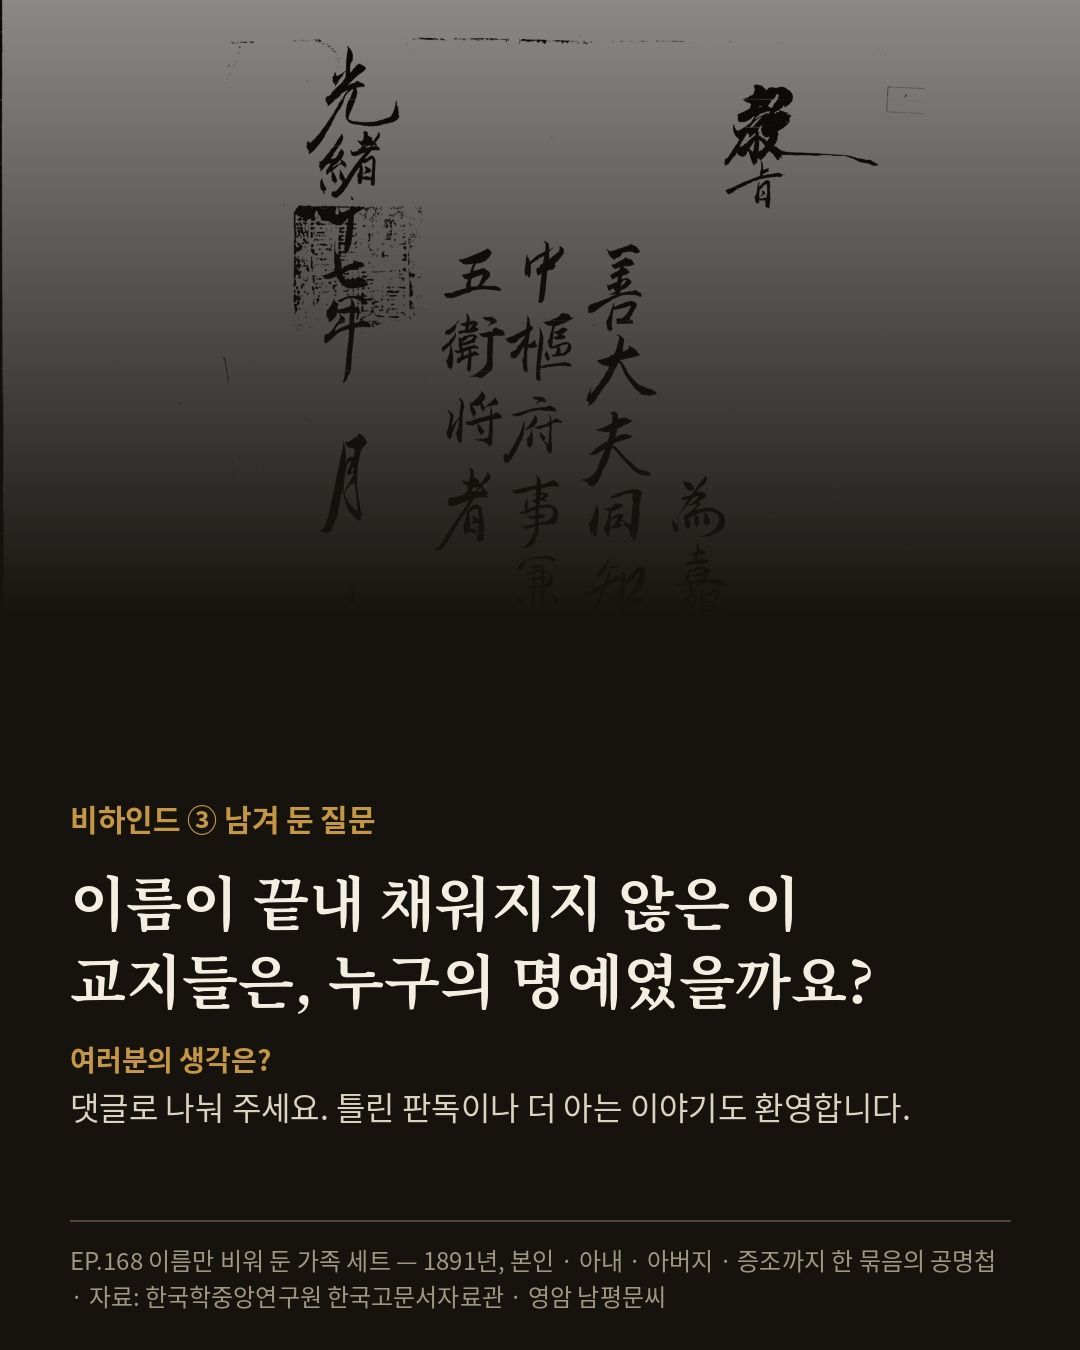 敎旨
為嘉
善大夫同知
中樞府事兼
五衛将者
光緒十七年 月
비하인드 ③ 남겨 둔 질문
이름이 끝내 채워지지 않은 이
교지들은, 누구의 명예였을까요?
여러분의 생각은?
댓글로 나눠 주세요. 틀린 판독이나 더 아는 이야기도 환영합니다.
EP.168 이름만 비워 둔 가족 세트 — 1891년, 본인 · 아내 · 아버지 · 증조까지 한 묶음의 공명첩
· 자료: 한국학중앙연구원 한국고문서자료관 · 영암 남평문씨